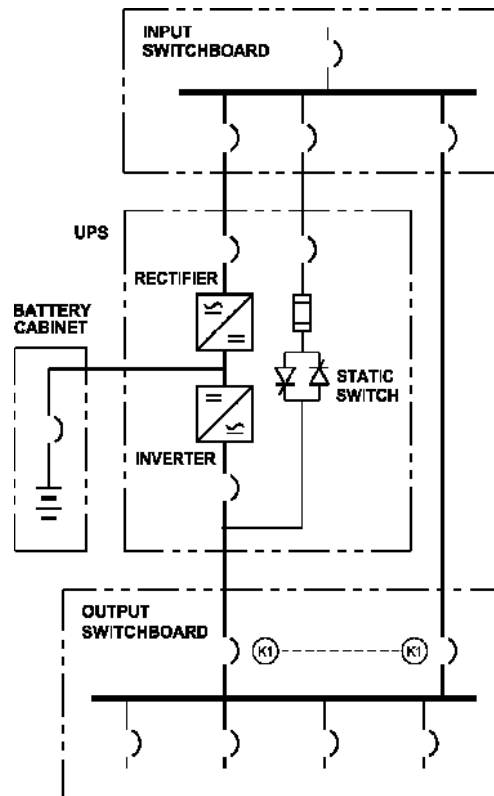 INPUT
SWITCHBOARD
UPS
RECTIFIER
BATTERY
CABINET
STATIC
SWITCH
INVERTER
OUTPUT
SWITCHBOARD
K1
K1